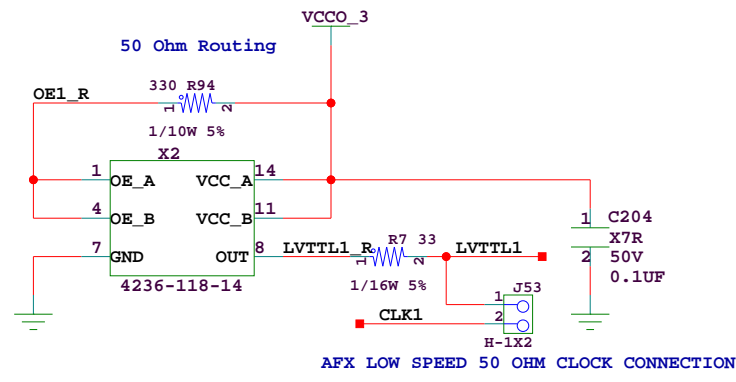 VCCO_3
50 Ohm Routing
330 R94
OE1_R
1 2
1/10W 5%
X2
1 OE_A VCC_A 14
4 OE_B VCC_B 11
7 GND OUT 8
4236-118-14
LVTTL1_R R7 33 LVTTL1
1 2
1/16W 5%
1 C204
X7R
2 50V
0.1UF
J53
1
2
CLK1
H-1X2
AFX LOW SPEED 50 OHM CLOCK CONNECTION